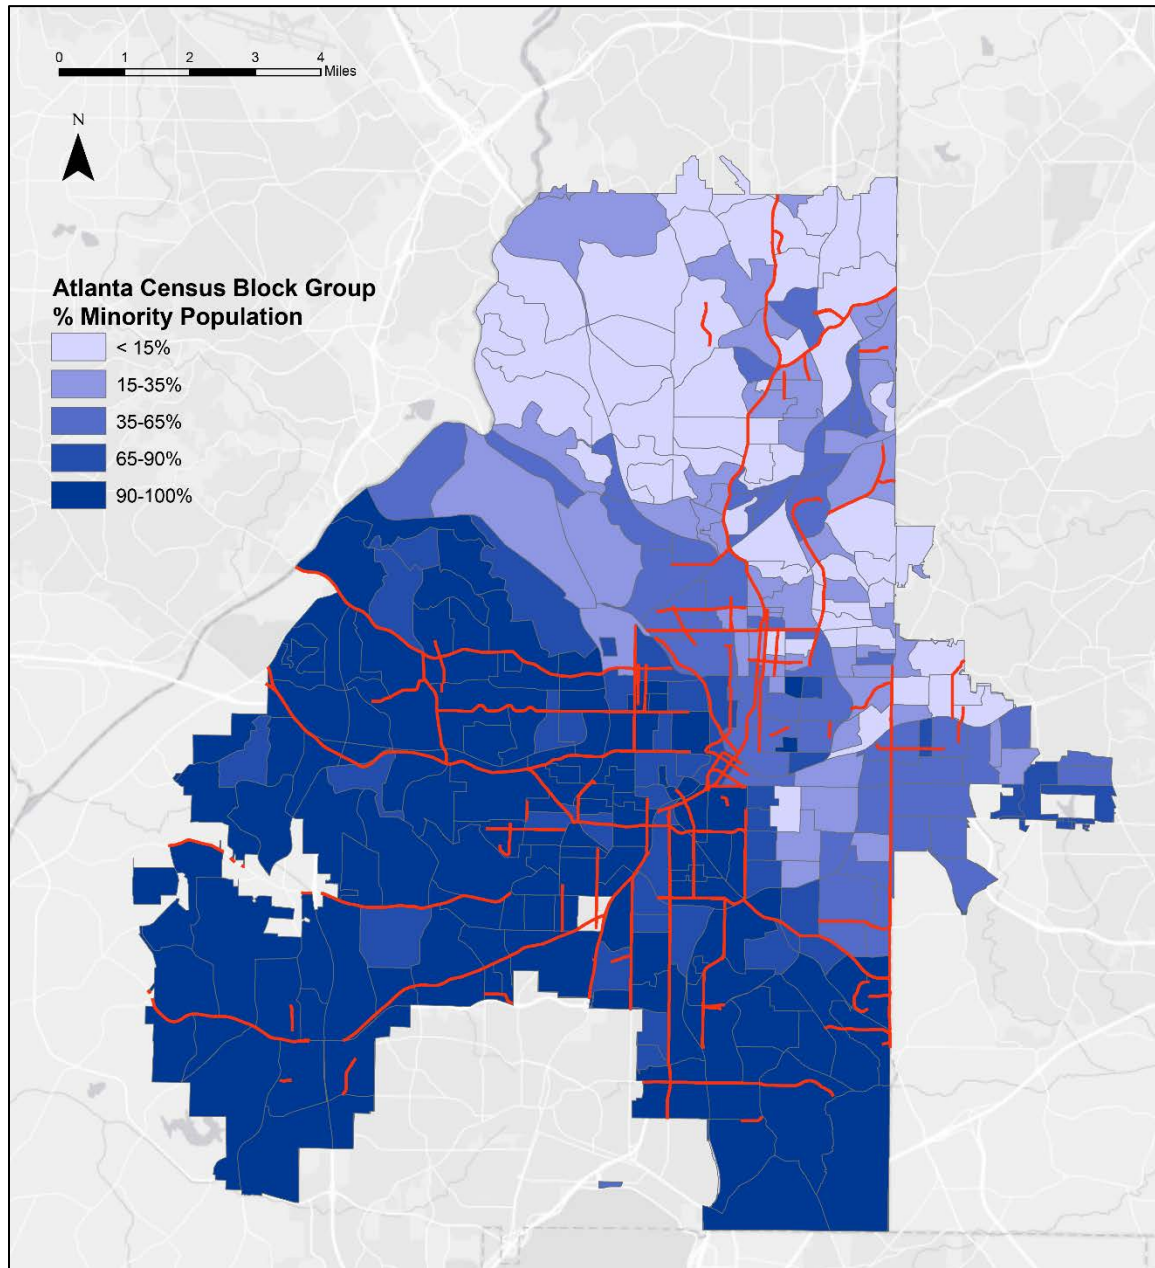 0 1 2 3 4
Miles
N
Atlanta Census Block Group
% Minority Population
< 15%
15-35%
35-65%
65-90%
90-100%